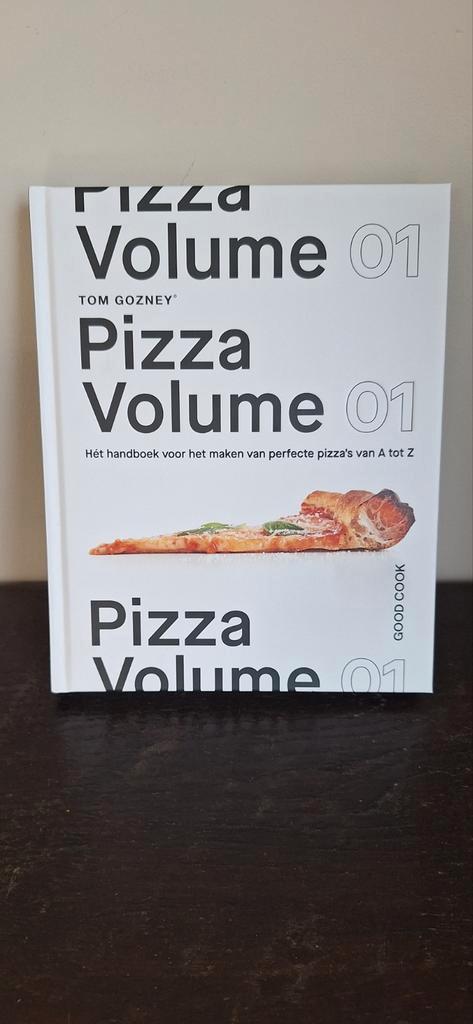 Pizza
Volume 01
TOM GOZNEY®
Pizza
Volume 01
Hét handboek voor het maken van perfecte pizza's van A tot Z
GOOD COOK
Pizza
Volume 01